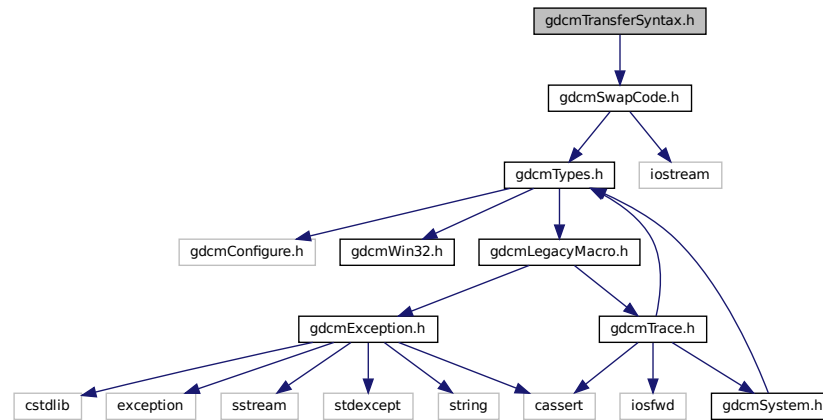 gdcmTransferSyntax.h
gdcmSwapCode.h
gdcmTypes.h
iostream
gdcmConfigure.h
gdcmWin32.h
gdcmLegacyMacro.h
gdcmException.h
gdcmTrace.h
cstdlib
exception
sstream
stdexcept
string
cassert
iosfwd
gdcmSystem.h